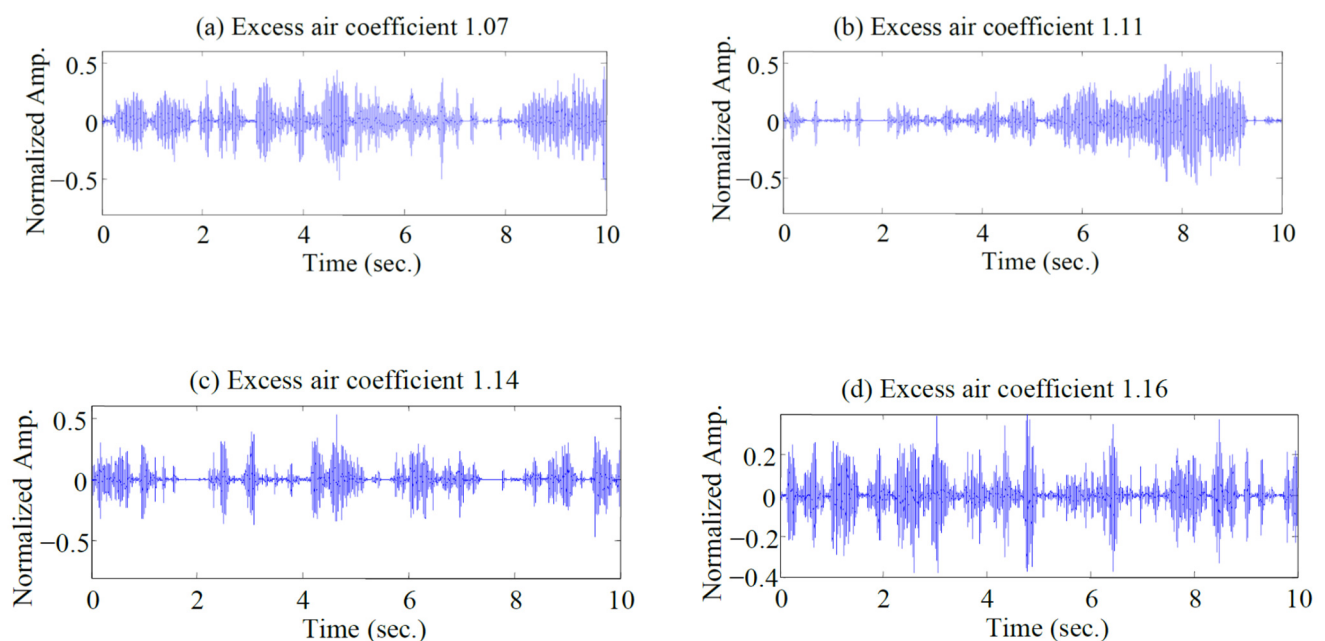 (a) Excess air coefficient 1.07
Normalized Amp.
0.5
0
−0.5
0 2 4 6 8 10
Time (sec.)
(b) Excess air coefficient 1.11
Normalized Amp.
0.5
0
−0.5
0 2 4 6 8 10
Time (sec.)
(c) Excess air coefficient 1.14
Normalized Amp.
0.5
0
−0.5
0 2 4 6 8 10
Time (sec.)
(d) Excess air coefficient 1.16
Normalized Amp.
0.2
0
−0.2
−0.4
0 2 4 6 8 10
Time (sec.)